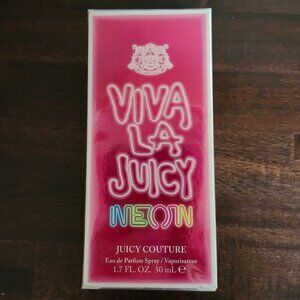 VIVA
LA
JUICY
NEON
JUICY COUTURE
Eau de Parfum Spray / Vaporisateur
1.7 FL. OZ. 50 mL ℮